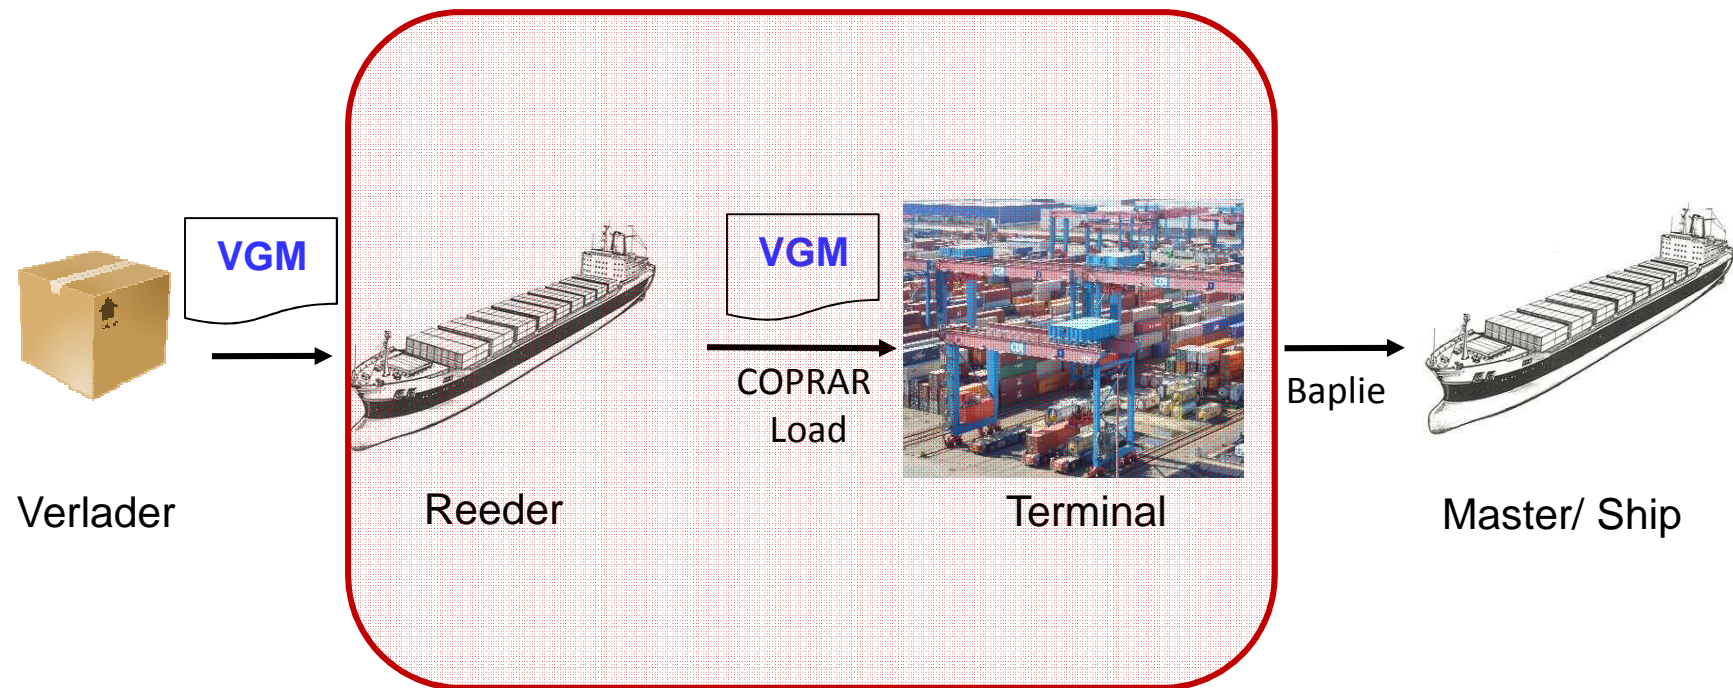 VGM
VGM
COPRAR
Load
Baplie
Verlader
Reeder
Terminal
Master/ Ship